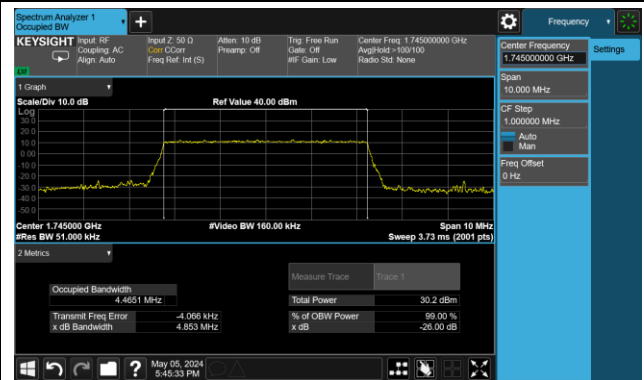 Spectrum Analyzer 1
Occupied BW
Frequency
KEYSIGHT
Input: RF
Coupling: AC
Align: Auto
Input Z: 50 Ω
Corr CCorr
Freq Ref: Int (S)
Atten: 10 dB
Preamp: Off
Trig: Free Run
Gate: Off
#IF Gain: Low
Center Freq: 1.745000000 GHz
Avg|Hold:>100/100
Radio Std: None
Center Frequency
1.745000000 GHz
Settings
Span
10.000 MHz
CF Step
1.000000 MHz
Auto
Man
Freq Offset
0 Hz
1 Graph
Scale/Div 10.0 dB
Ref Value 40.00 dBm
Log
30.0
20.0
10.0
0.00
-10.0
-20.0
-30.0
-40.0
-50.0
Center 1.745000 GHz
#Video BW 160.00 kHz
Span 10 MHz
#Res BW 51.000 kHz
Sweep 3.73 ms (2001 pts)
2 Metrics
Measure Trace
Trace 1
Occupied Bandwidth
4.4651 MHz
Total Power
30.2 dBm
Transmit Freq Error
-4.066 kHz
% of OBW Power
99.00 %
x dB Bandwidth
4.853 MHz
x dB
-26.00 dB
May 05, 2024
5:45:33 PM